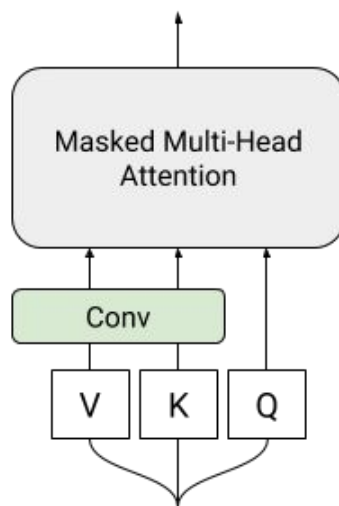 Masked Multi-Head
Attention
Conv
V K Q